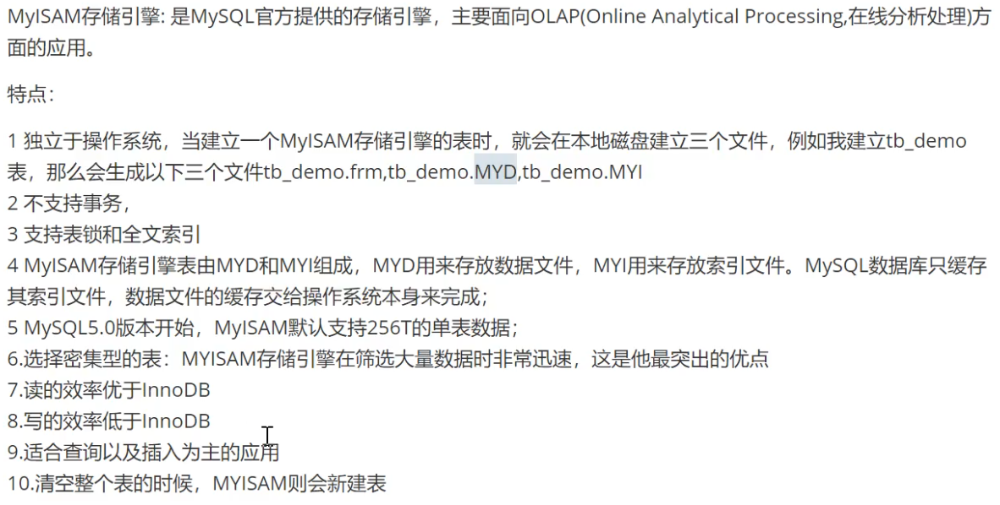 MyISAM存储引擎: 是MySQL官方提供的存储引擎，主要面向OLAP(Online Analytical Processing,在线分析处理)方
面的应用。
特点：
1 独立于操作系统，当建立一个MyISAM存储引擎的表时，就会在本地磁盘建立三个文件，例如我建立tb_demo
表，那么会生成以下三个文件tb_demo.frm,tb_demo.MYD,tb_demo.MYI
2 不支持事务，
3 支持表锁和全文索引
4 MyISAM存储引擎表由MYD和MYI组成，MYD用来存放数据文件，MYI用来存放索引文件。MySQL数据库只缓存
其索引文件，数据文件的缓存交给操作系统本身来完成；
5 MySQL5.0版本开始，MyISAM默认支持256T的单表数据；
6.选择密集型的表：MYISAM存储引擎在筛选大量数据时非常迅速，这是他最突出的优点
7.读的效率优于InnoDB
8.写的效率低于InnoDB
9.适合查询以及插入为主的应用
10.清空整个表的时候，MYISAM则会新建表